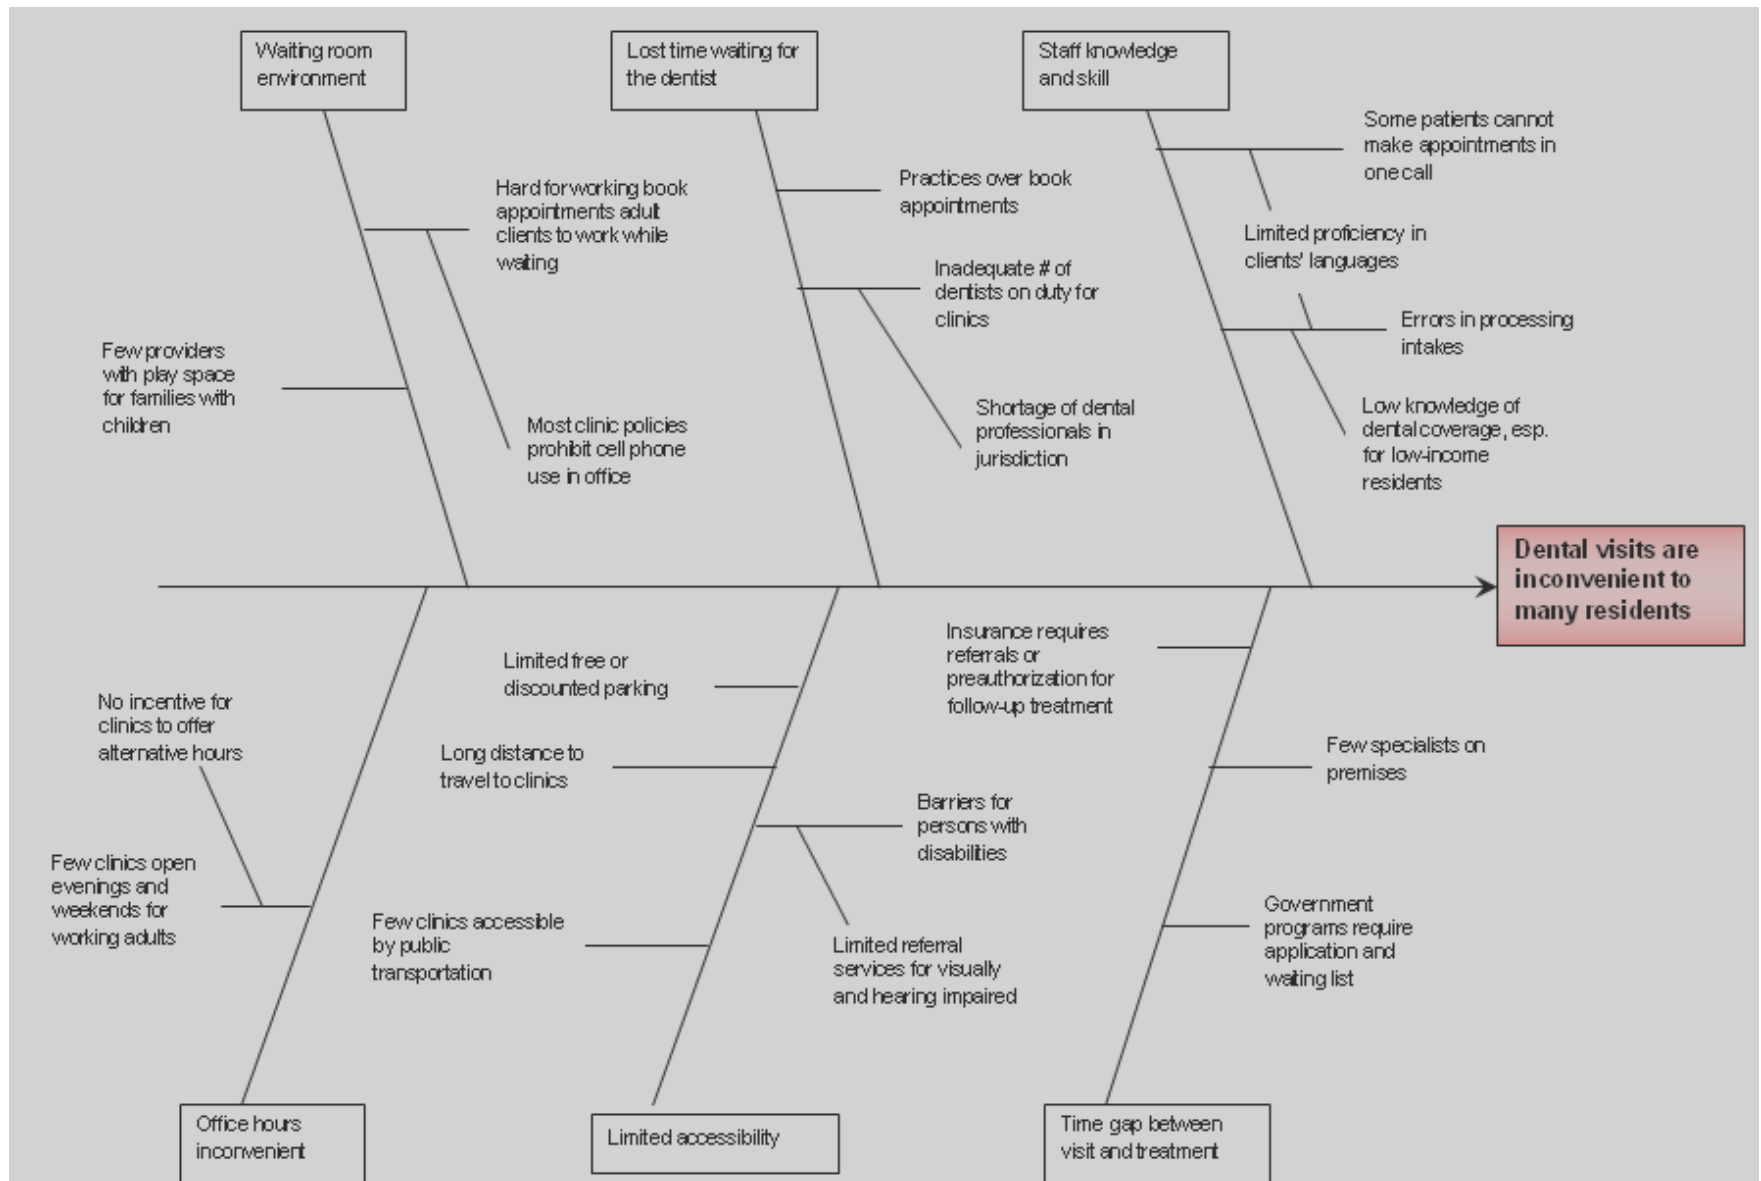 Waiting room
environment
Lost time waiting for
the dentist
Staff knowledge
and skill
Hard for working book
appointments adult
clients to work while
waiting
Few providers
with play space
for families with
children
Most clinic policies
prohibit cell phone
use in office
Practices over book
appointments
Inadequate # of
dentists on duty for
clinics
Shortage of dental
professionals in
jurisdiction
Some patients cannot
make appointments in
one call
Limited proficiency in
clients' languages
Errors in processing
intakes
Low knowledge of
dental coverage, esp.
for low-income
residents
Dental visits are
inconvenient to
many residents
No incentive for
clinics to offer
alternative hours
Few clinics open
evenings and
weekends for
working adults
Limited free or
discounted parking
Long distance to
travel to clinics
Few clinics accessible
by public
transportation
Barriers for
persons with
disabilities
Limited referral
services for visually
and hearing impaired
Insurance requires
referrals or
preauthorization for
follow-up treatment
Few specialists on
premises
Government
programs require
application and
waiting list
Office hours
inconvenient
Limited accessibility
Time gap between
visit and treatment